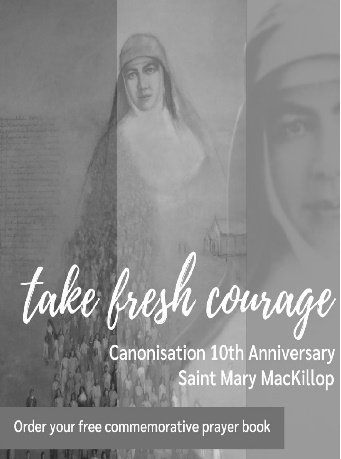 take fresh courage
Canonisation 10th Anniversary
Saint Mary MacKillop
Order your free commemorative prayer book